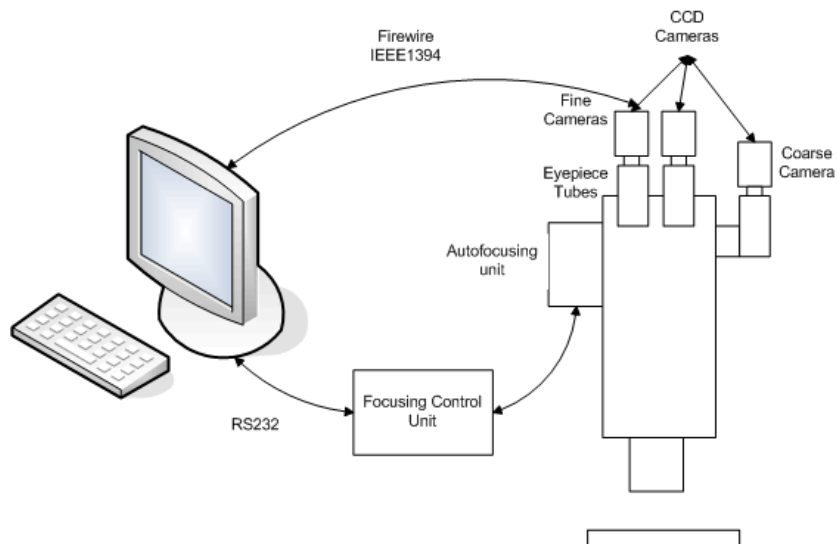 Firewire
IEEE1394
CCD
Cameras
Fine
Cameras
Coarse
Camera
Eyepiece
Tubes
Autofocusing
unit
Focusing Control
Unit
RS232